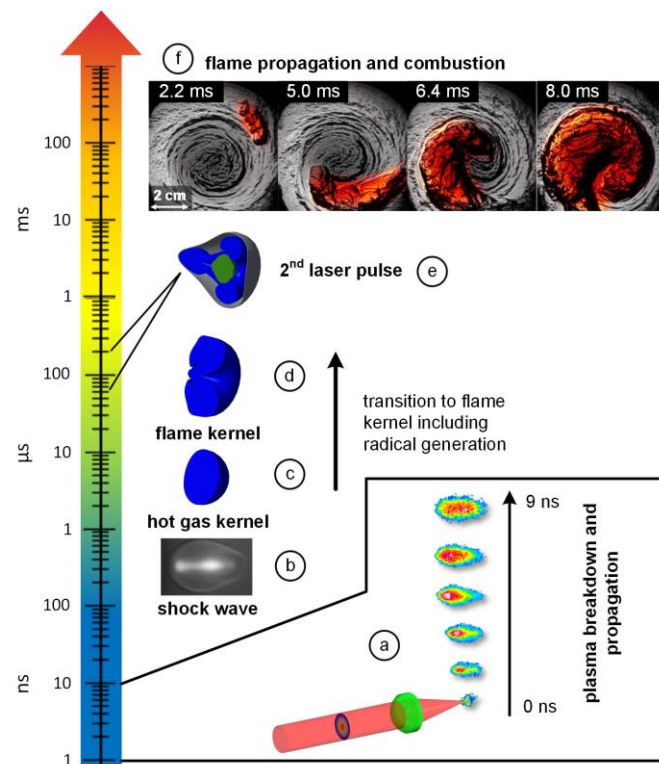 f flame propagation and combustion
2.2 ms 5.0 ms 6.4 ms 8.0 ms
2 cm
ms
100
10
1
2nd laser pulse e
µs
100
10
1
d
flame kernel
transition to flame
kernel including
radical generation
c
hot gas kernel
b
shock wave
ns
100
10
1
a
9 ns
0 ns
plasma breakdown and
propagation